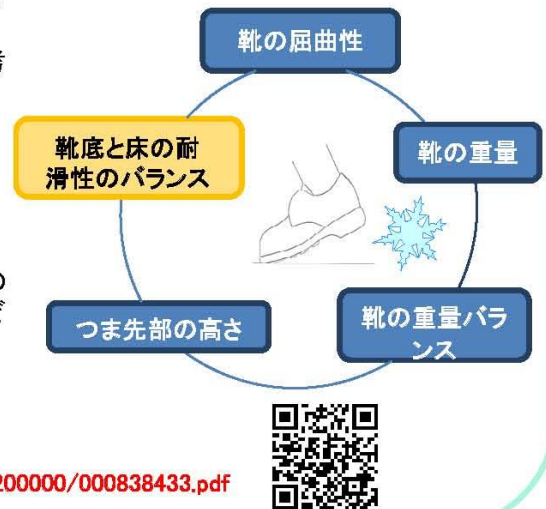 靴の屈曲性
靴底と床の耐
滑性のバランス
靴の重量
の
つま先部の高さ
靴の重量バラ
ンス
200000/000838433.pdf